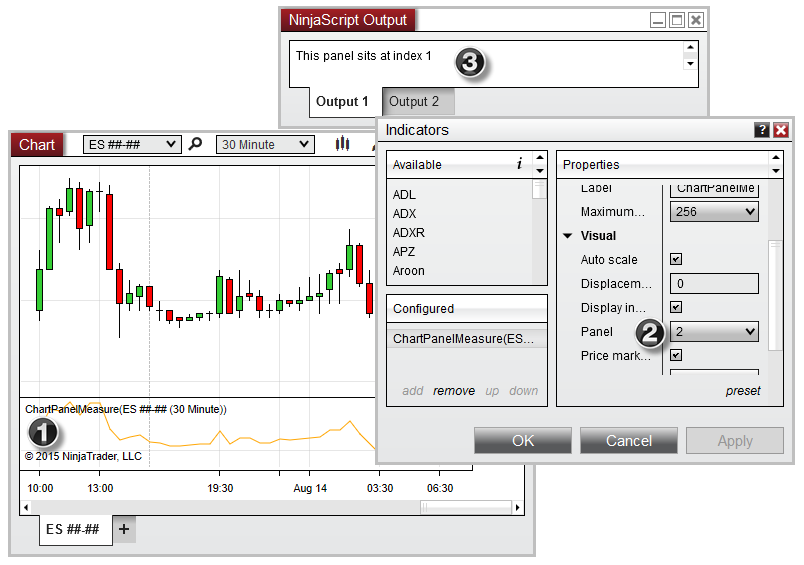 NinjaScript Output
This panel sits at index 1
3
Output 1
Output 2
Chart
ES ##-##
30 Minute
ChartPanelMeasure(ES ##-## (30 Minute))
1
© 2015 NinjaTrader, LLC
10:00
13:00
19:30
Aug 14
03:30
06:30
ES ##-##
+
Indicators
?
Available
i
ADL
ADX
ADXR
APZ
Aroon
Configured
ChartPanelMeasure(ES...
add
remove
up
down
Properties
Label
ChartPanelMe
Maximum...
256
Visual
Auto scale
Displacem...
0
Display in...
2
Panel
2
Price mark...
preset
OK
Cancel
Apply